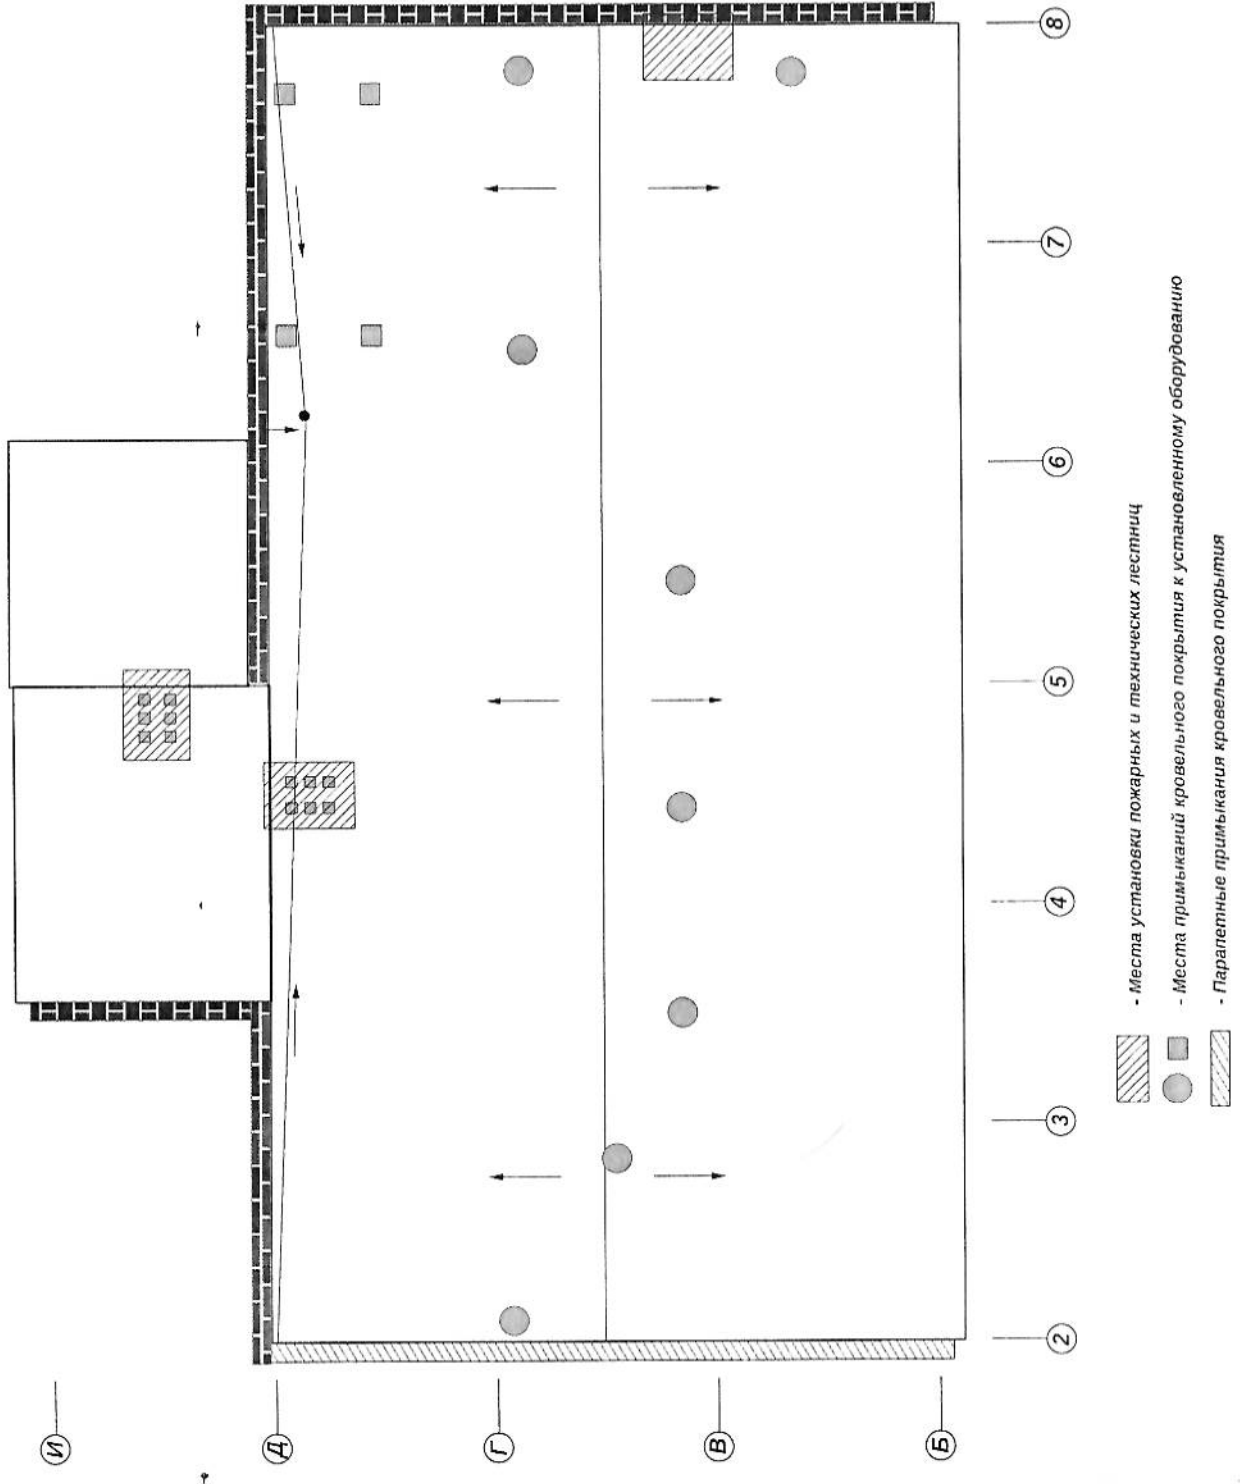 И
Д
Г
В
Б
2
3
4
5
6
7
8
- Места установки пожарных и технических лестниц
- Места примыканий кровельного покрытия к установленному оборудованию
- Парапетные примыкания кровельного покрытия